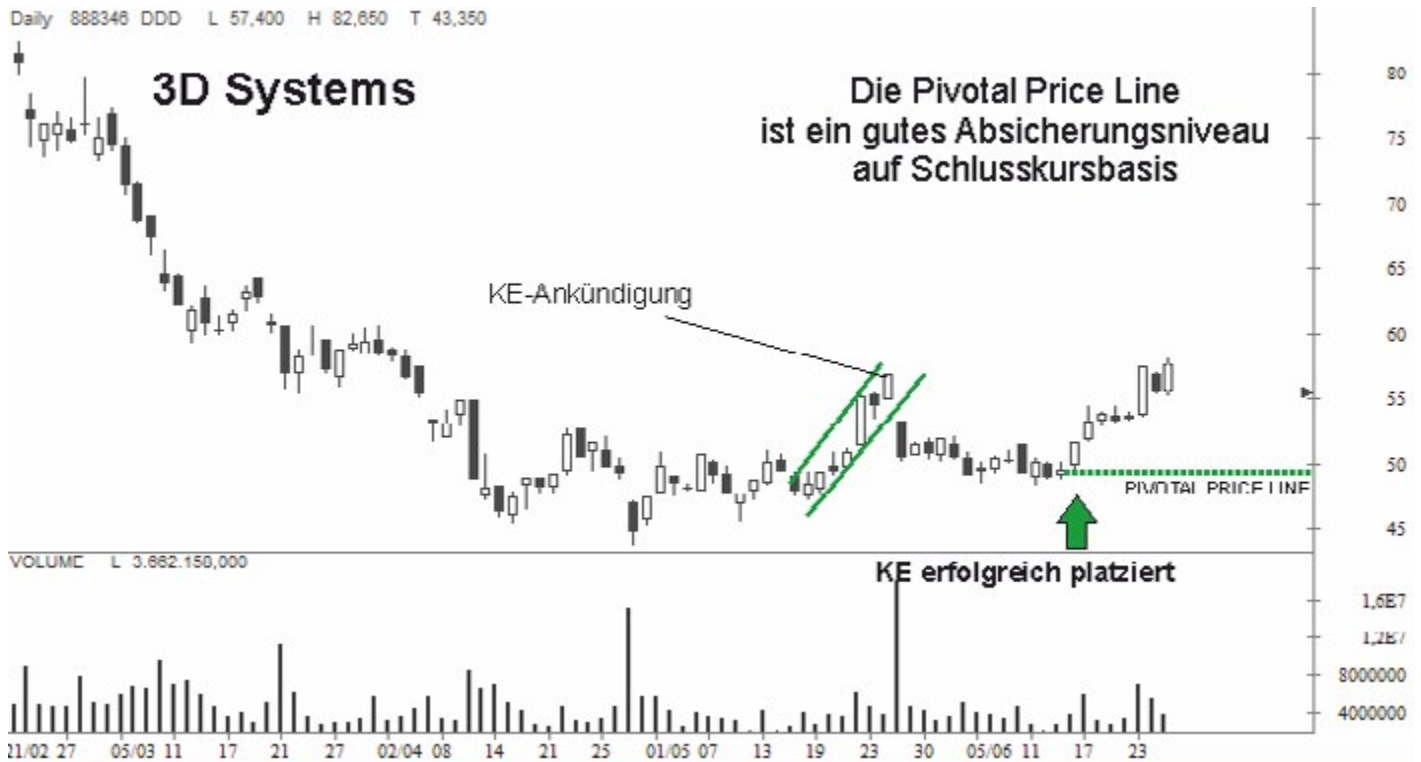 Daily 888346 DDD L 57,400 H 82,650 T 43,350
3D Systems
Die Pivotal Price Line
ist ein gutes Absicherungsniveau
auf Schlusskursbasis
KE-Ankündigung
80
75
70
65
60
55
50
45
PIVOTAL PRICE LINE
VOLUME L 3.662.150,000
KE erfolgreich platziert
1,6E7
1,2E7
8000000
4000000
21/02 27 05/03 11 17 21 27 02/04 08 14 21 25 01/05 07 13 19 23 30 05/06 11 17 23